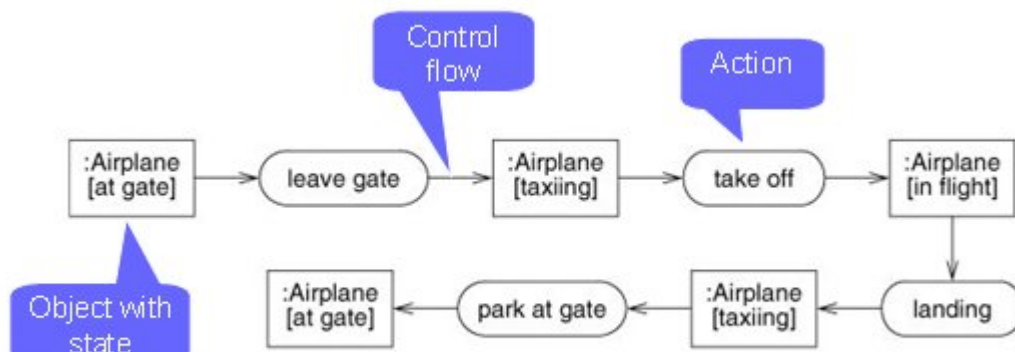 Control
flow
Action
:Airplane
[at gate]
leave gate
:Airplane
[taxiing]
take off
:Airplane
[in flight]
Object with
state
:Airplane
[at gate]
park at gate
:Airplane
[taxiing]
landing